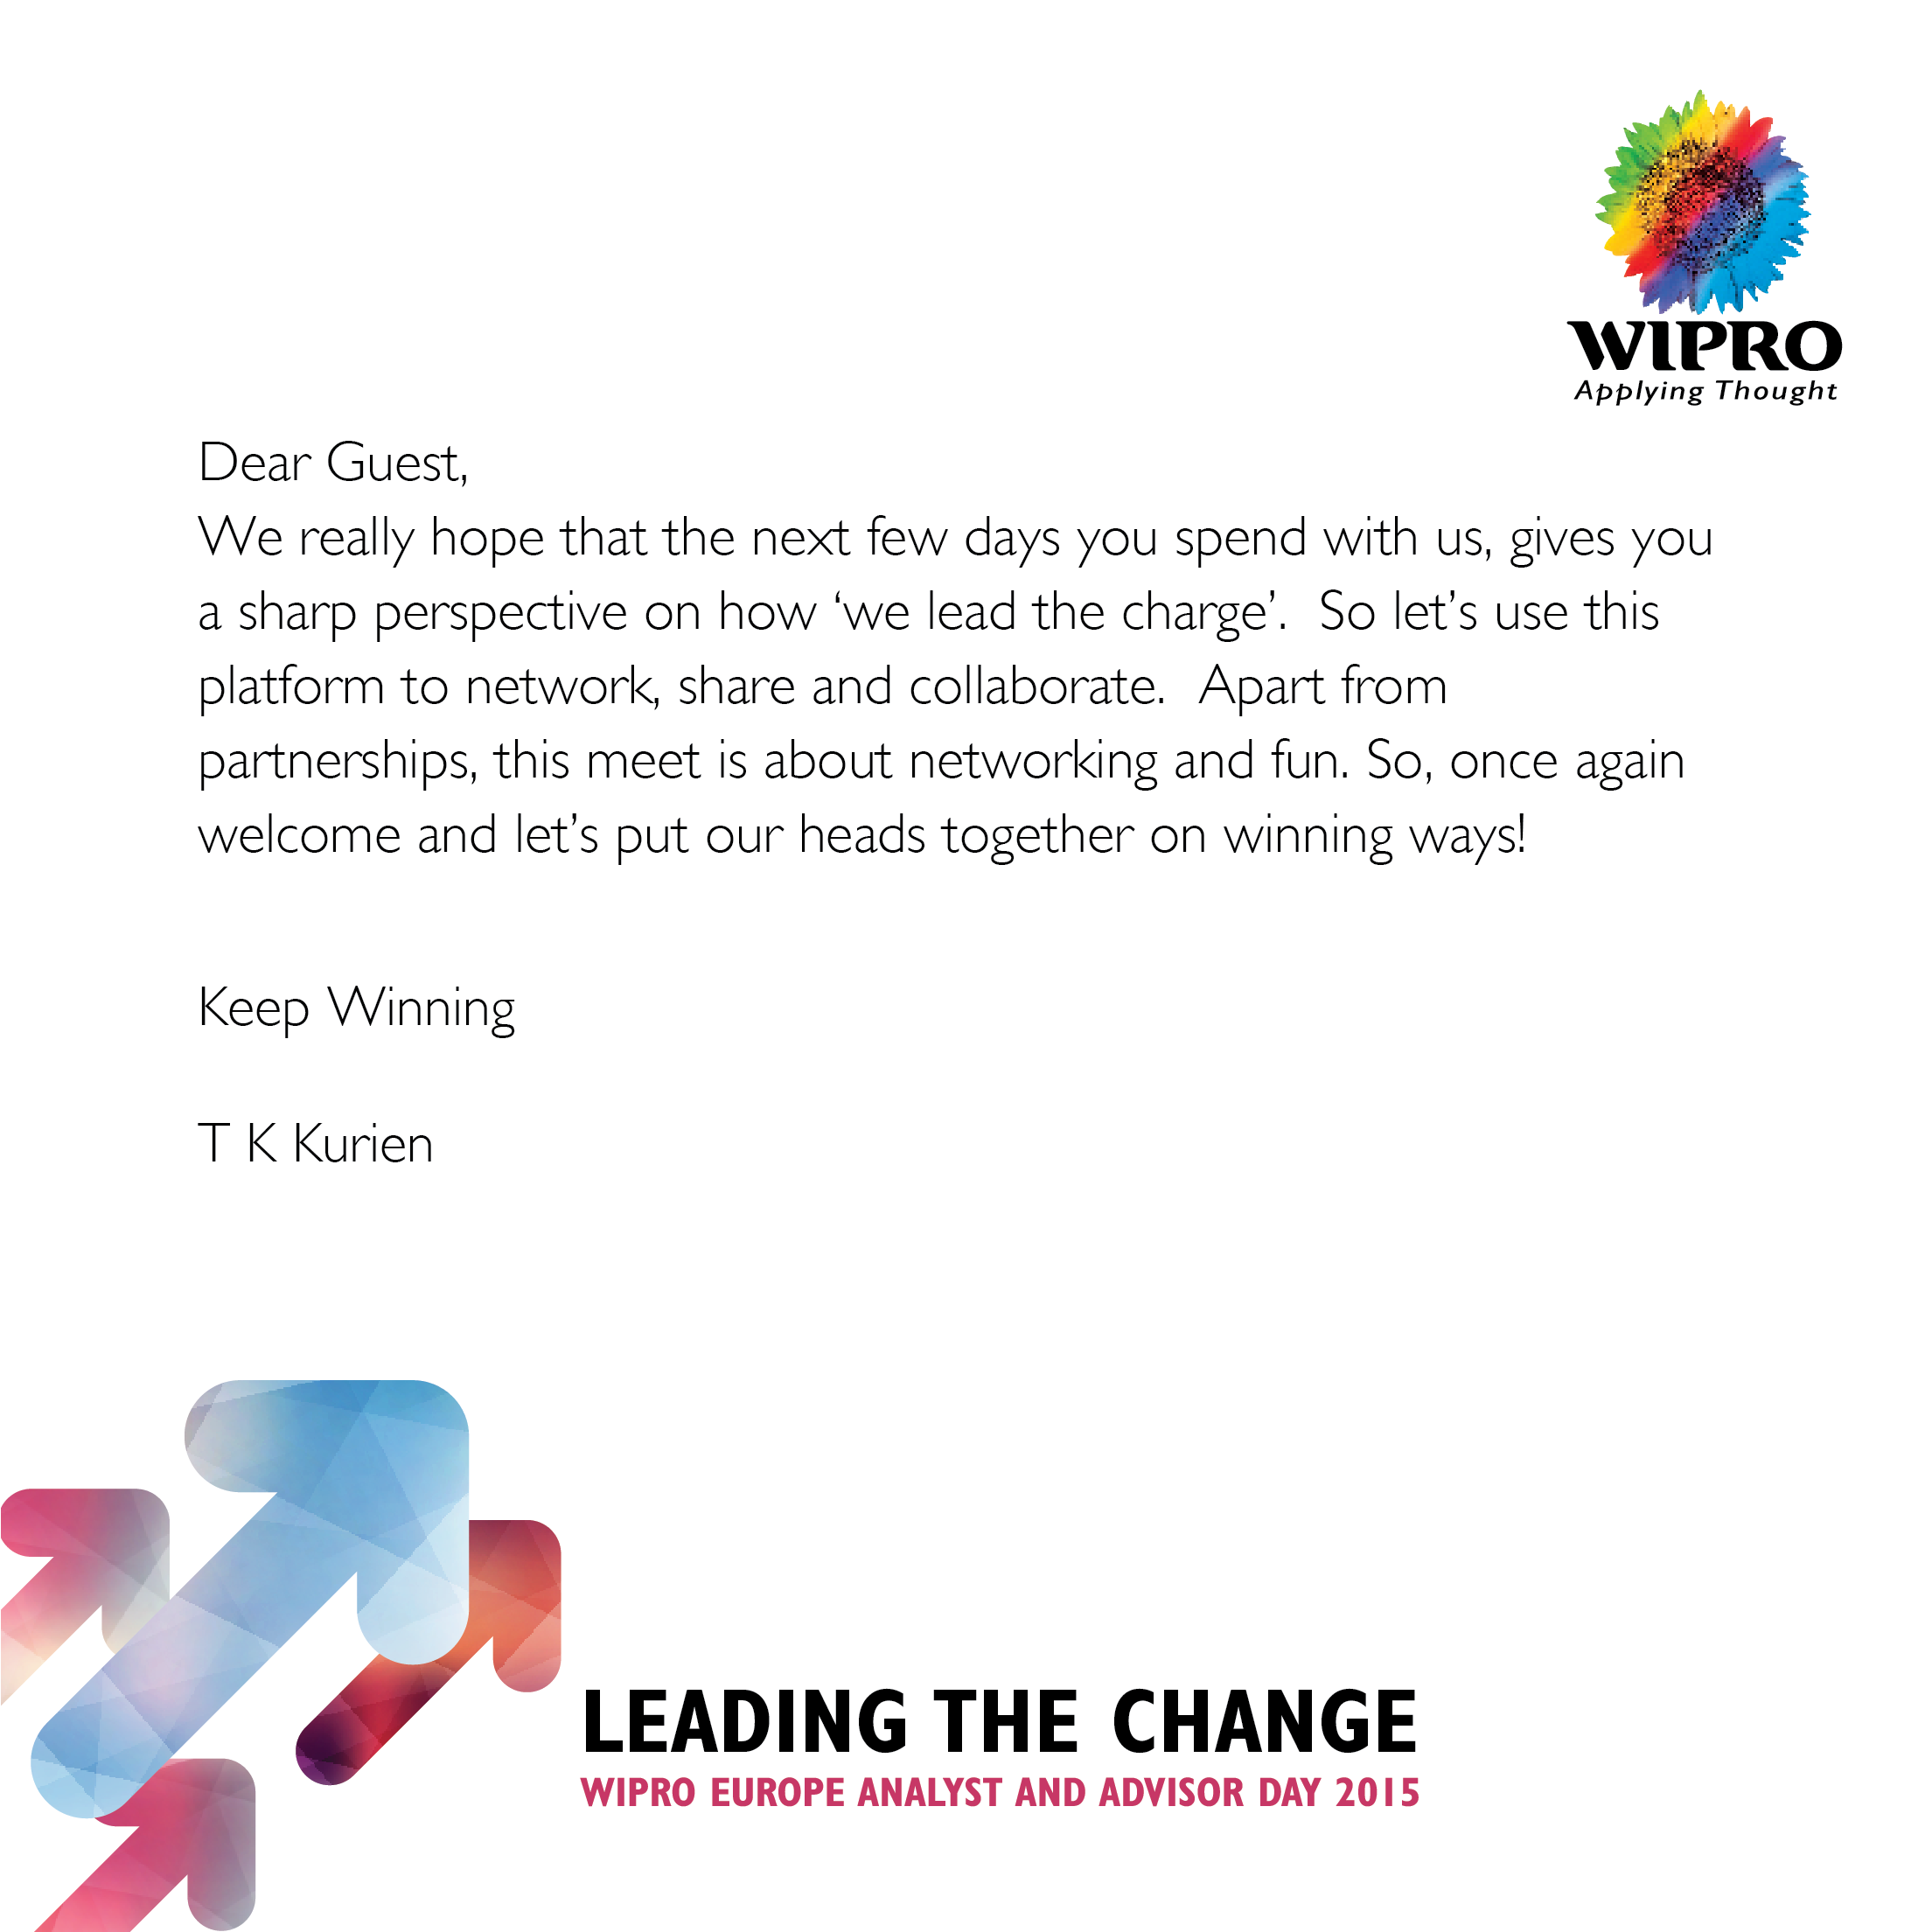 WIPRO
Applying Thought
Dear Guest,
We really hope that the next few days you spend with us, gives you
a sharp perspective on how ‘we lead the charge’.  So let’s use this
platform to network, share and collaborate.  Apart from
partnerships, this meet is about networking and fun. So, once again
welcome and let’s put our heads together on winning ways!
Keep Winning
T K Kurien
LEADING THE CHANGE
WIPRO EUROPE ANALYST AND ADVISOR DAY 2015